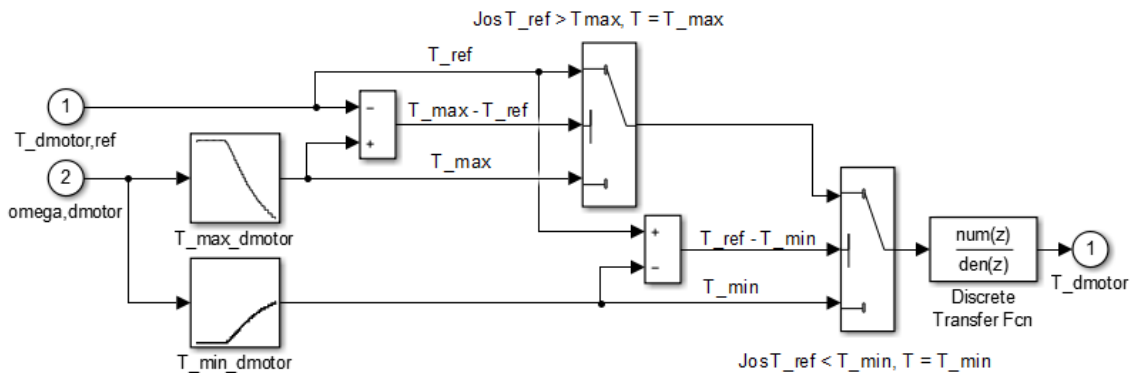 Jos T_ref > Tmax, T = T_max
T_ref
1
T_dmotor,ref
−
+
T_max - T_ref
2
omega,dmotor
T_max_dmotor
T_max
+
−
T_ref - T_min
num(z)
den(z)
Discrete
Transfer Fcn
1
T_dmotor
T_min
T_min_dmotor
Jos T_ref < T_min, T = T_min